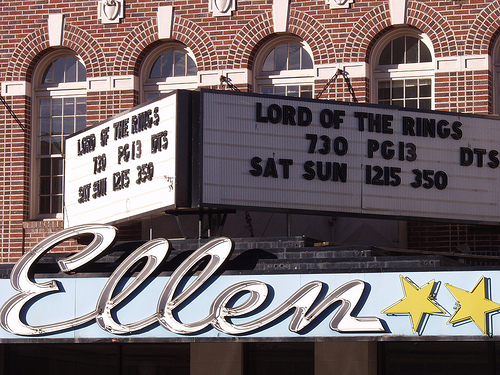 LORD OF THE RINGS
730 PG13 DTS
SAT SUN 1215 350
LORD OF THE RINGS
730 PG13 DTS
SAT SUN 1215 350
Ellen